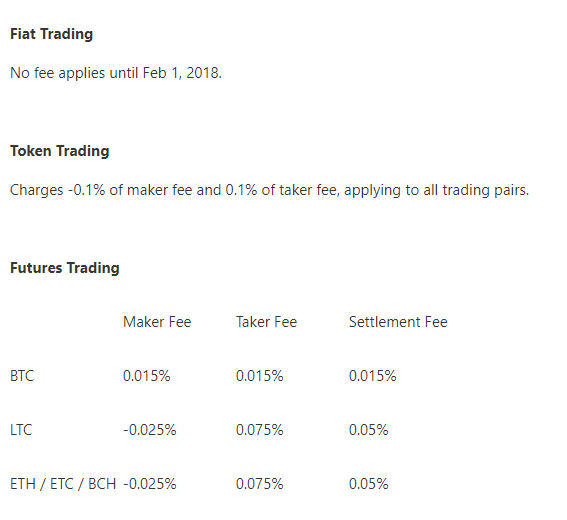 Fiat Trading
No fee applies until Feb 1, 2018.
Token Trading
Charges -0.1% of maker fee and 0.1% of taker fee, applying to all trading pairs.
Futures Trading
Maker Fee Taker Fee Settlement Fee
BTC 0.015% 0.015% 0.015%
LTC -0.025% 0.075% 0.05%
ETH / ETC / BCH -0.025% 0.075% 0.05%